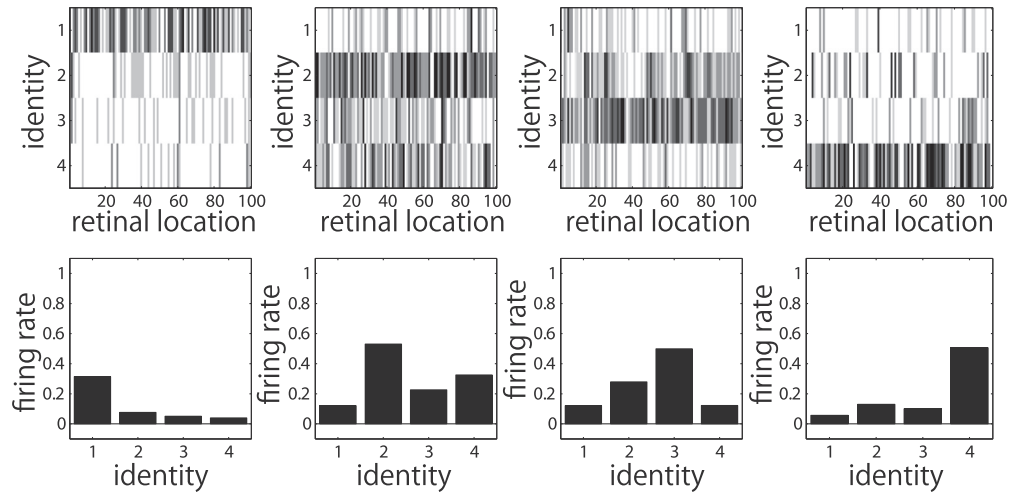 identity 1 2 3 4 identity 1 2 3 4 identity 1 2 3 4 identity 1 2 3 4
20 40 60 80 100 20 40 60 80 100 20 40 60 80 100 20 40 60 80 100
retinal location retinal location retinal location retinal location
firing rate 1 0.8 0.6 0.4 0.2 0 firing rate 1 0.8 0.6 0.4 0.2 0 firing rate 1 0.8 0.6 0.4 0.2 0 firing rate 1 0.8 0.6 0.4 0.2 0
1 2 3 4 1 2 3 4 1 2 3 4 1 2 3 4
identity identity identity identity